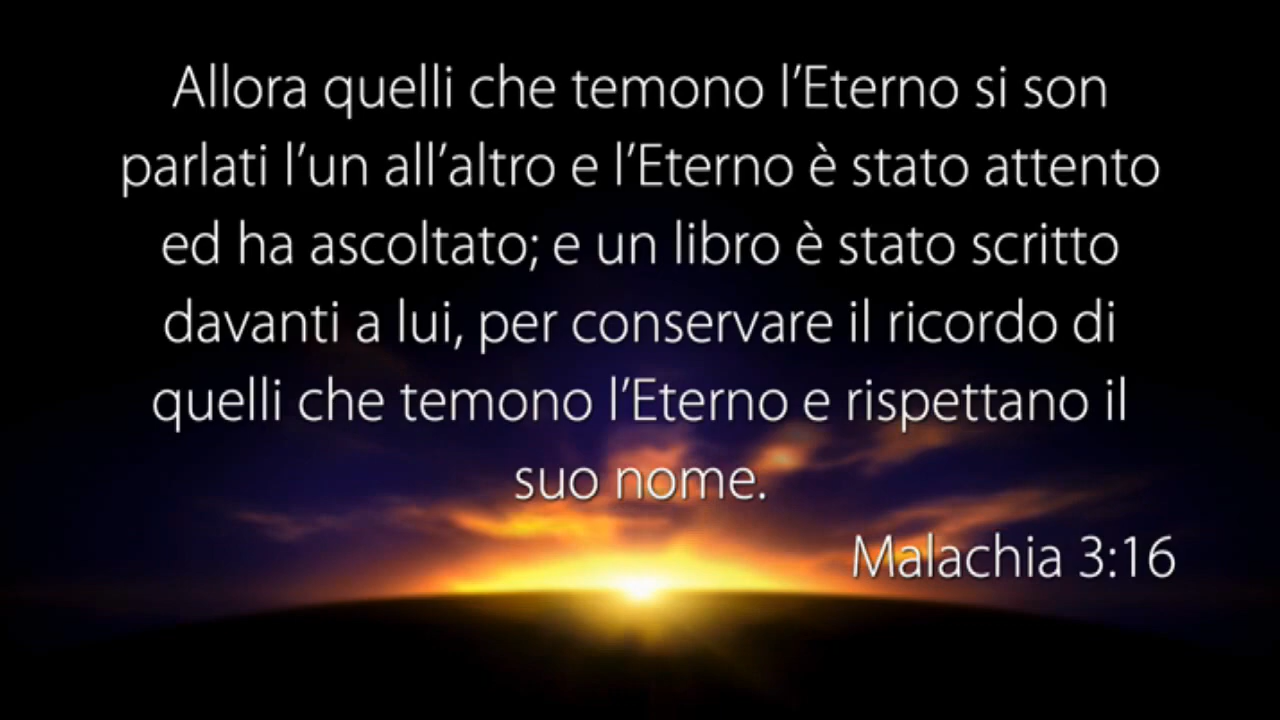 Allora quelli che temono l’Eterno si son
parlati l’un all’altro e l’Eterno è stato attento
ed ha ascoltato; e un libro è stato scritto
davanti a lui, per conservare il ricordo di
quelli che temono l’Eterno e rispettano il
suo nome.
Malachia 3:16